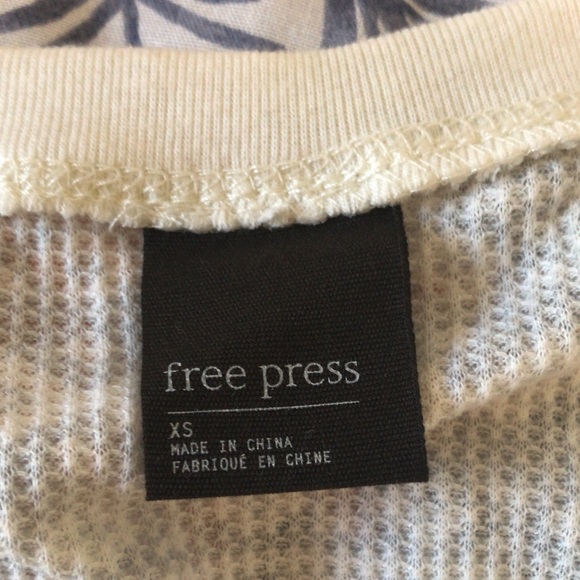 free press
XS
MADE IN CHINA
FABRIQUÉ EN CHINE